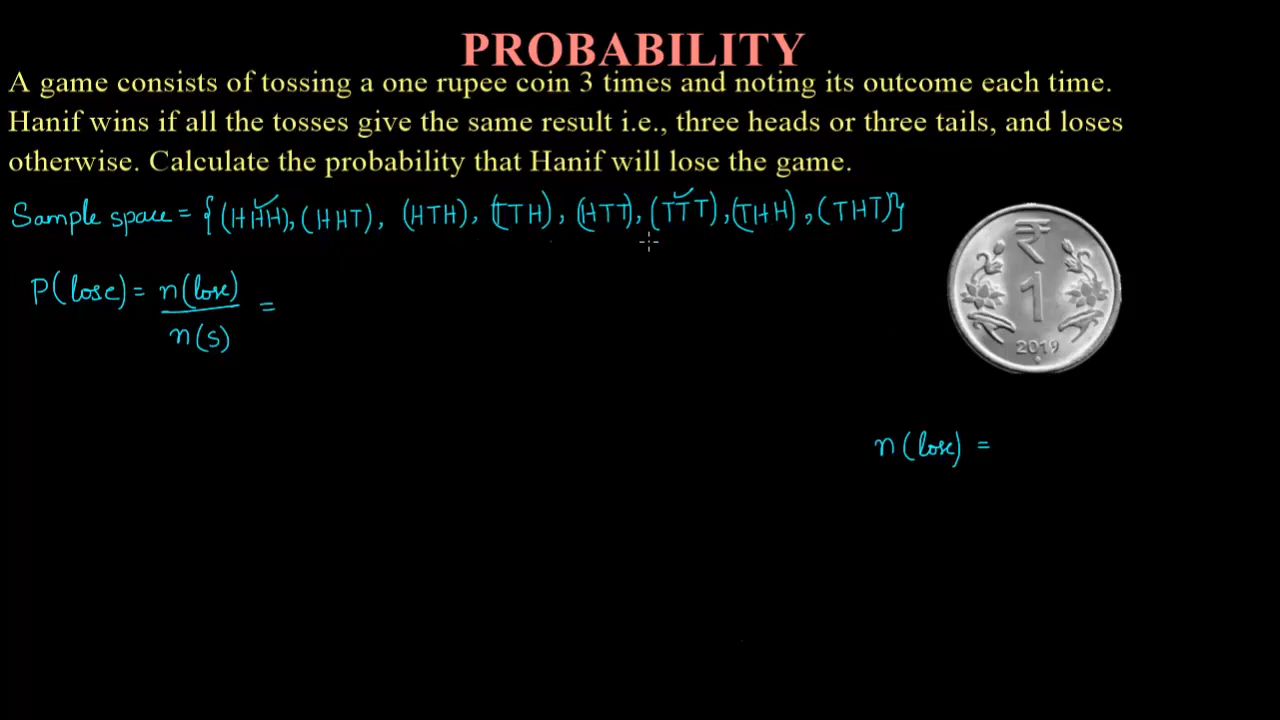 PROBABILITY
A game consists of tossing a one rupee coin 3 times and noting its outcome each time.
Hanif wins if all the tosses give the same result i.e., three heads or three tails, and loses
otherwise. Calculate the probability that Hanif will lose the game.
Sample space = {(HHH), (HHT), (HTH), (TTH), (HTT), (TTT), (THH), (THT)}
P(lose) = n(lose) =
n(s)
₹
1
2019
n(lose) =